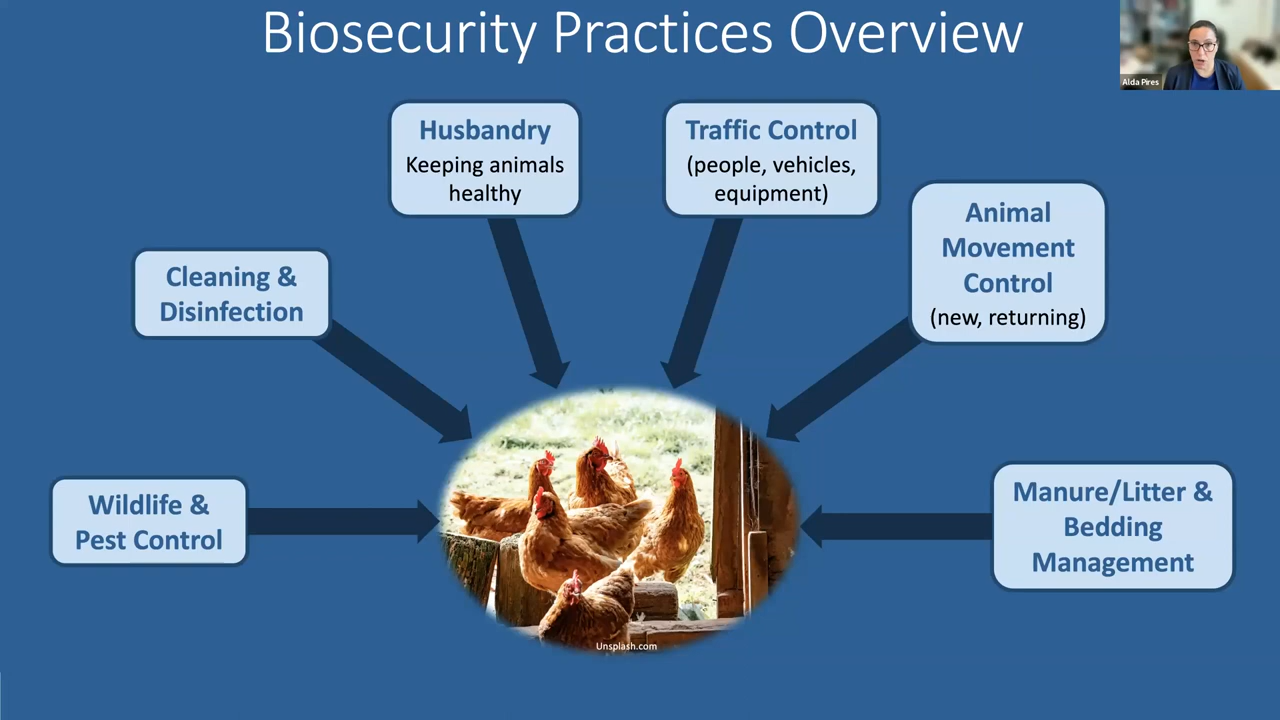 Biosecurity Practices Overview
Alda Pires
Husbandry
Keeping animals
healthy
Traffic Control
(people, vehicles,
equipment)
Animal
Movement
Control
(new, returning)
Cleaning &
Disinfection
Wildlife &
Pest Control
Manure/Litter &
Bedding
Management
Unsplash.com